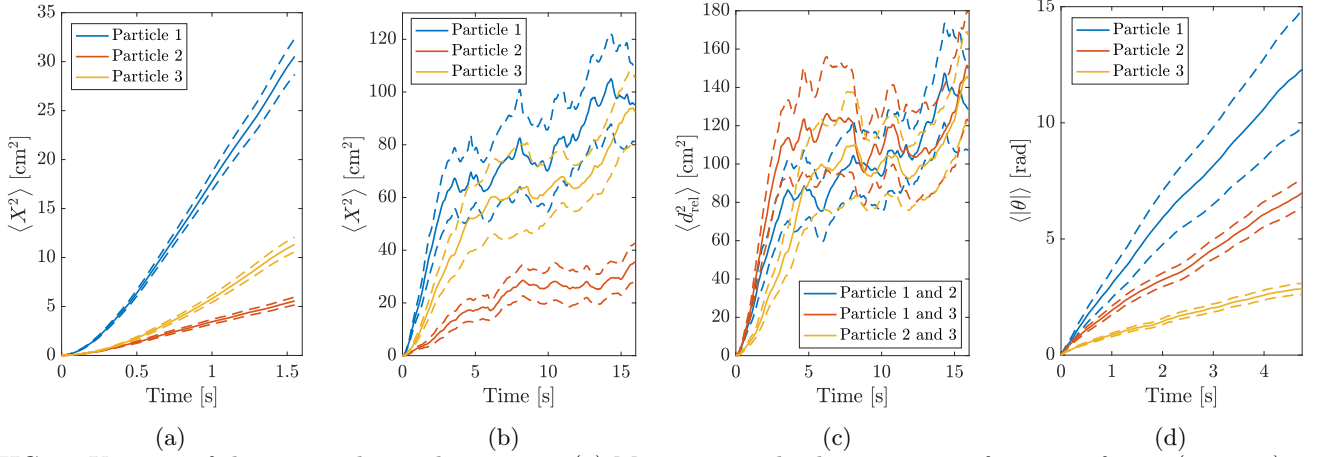 35
30
25
20
15
10
5
0
⟨X²⟩ [cm²]
Particle 1
Particle 2
Particle 3
0
0.5
1
1.5
Time [s]
(a)
120
100
80
60
40
20
0
⟨X²⟩ [cm²]
Particle 1
Particle 2
Particle 3
0
5
10
15
Time [s]
(b)
180
160
140
120
100
80
60
40
20
0
⟨d²rel⟩ [cm²]
Particle 1 and 2
Particle 1 and 3
Particle 2 and 3
0
5
10
15
Time [s]
(c)
15
10
5
0
⟨|θ|⟩ [rad]
Particle 1
Particle 2
Particle 3
0
1
2
3
4
Time [s]
(d)